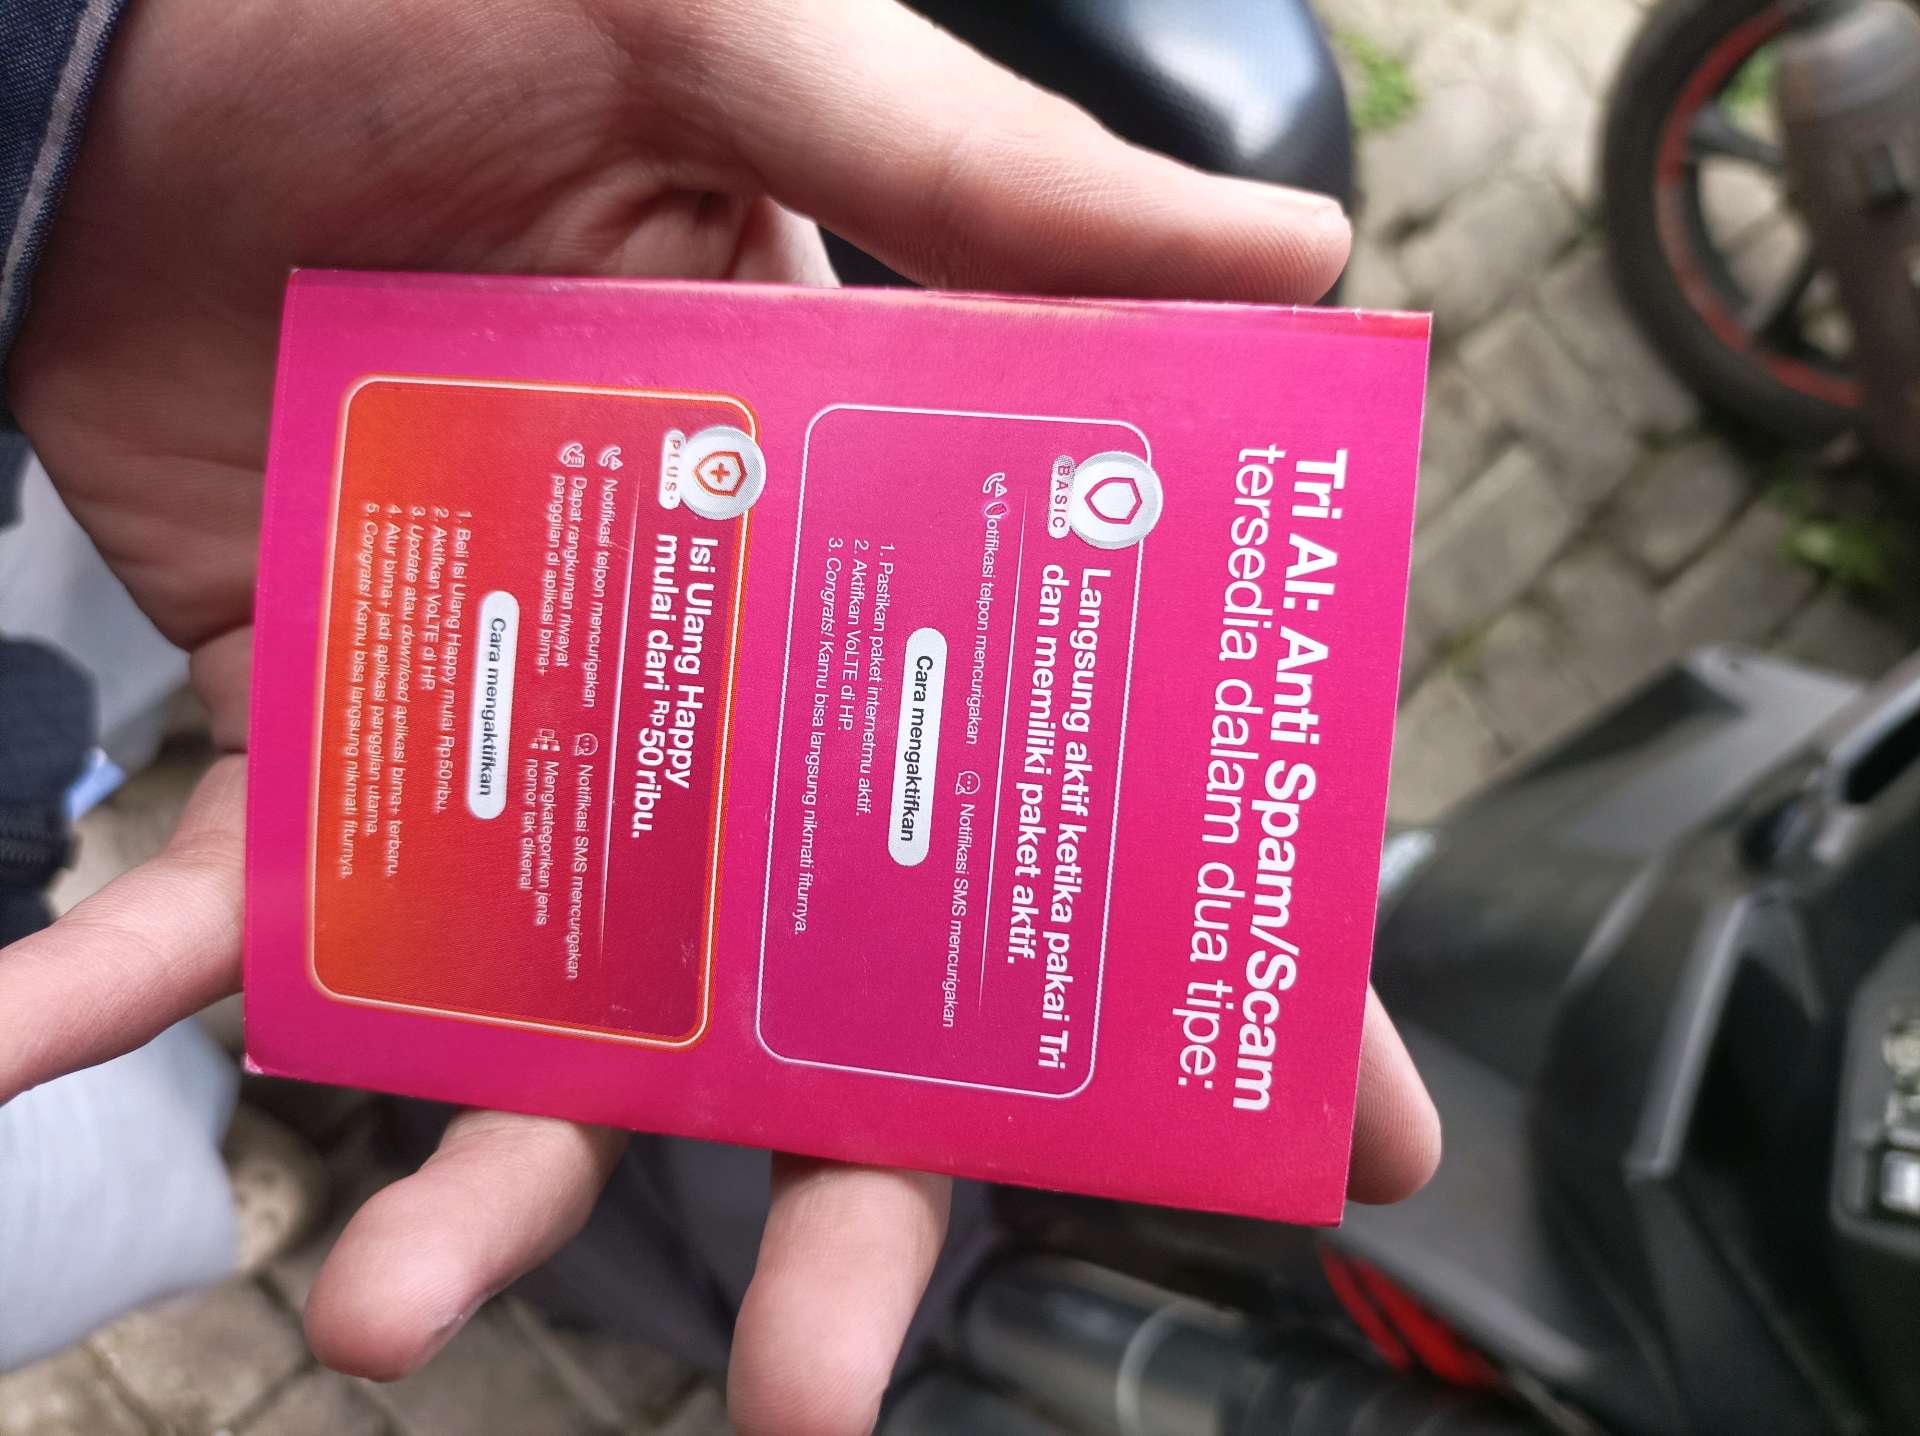 Tri AI: Anti Spam/Scam
tersedia dalam dua tipe:
BASIC
Langsung aktif ketika pakai Tri
dan memiliki paket aktif.
Notifikasi telpon mencurigakan
Notifikasi SMS mencurigakan
Cara mengaktifkan
1. Pastikan paket internetmu aktif.
2. Aktifkan VoLTE di HP.
3. Congrats! Kamu bisa langsung nikmati fiturnya.
PLUS+
Isi Ulang Happy
mulai dari Rp50ribu.
Notifikasi telpon mencurigakan
Notifikasi SMS mencurigakan
Dapat rangkuman riwayat
panggilan di aplikasi bima+
Mengkategorikan jenis
nomor tak dikenal
Cara mengaktifkan
1. Beli Isi Ulang Happy mulai Rp50ribu.
2. Aktifkan VoLTE di HP.
3. Update atau download aplikasi bima+ terbaru.
4. Atur bima+ jadi aplikasi panggilan utama.
5. Congrats! Kamu bisa langsung nikmati fiturnya.